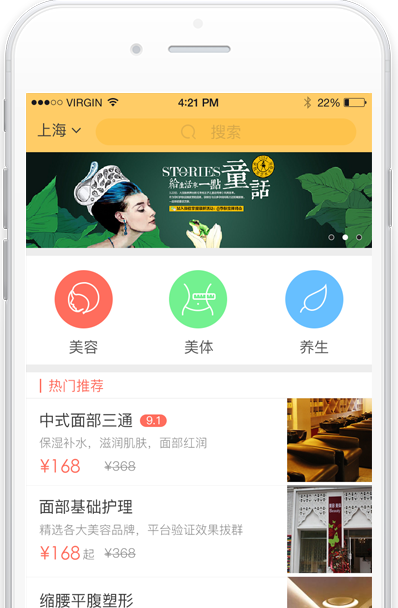 VIRGIN
4:21 PM
22%
上海
搜索
STORIES
給生活來一點
童話
美容
美体
养生
热门推荐
中式面部三通 9.1
保湿补水，滋润肌肤，面部红润
¥168 ¥368
面部基础护理
精选各大美容品牌，平台验证效果拔群
¥168起 ¥368
缩腰平腹塑形